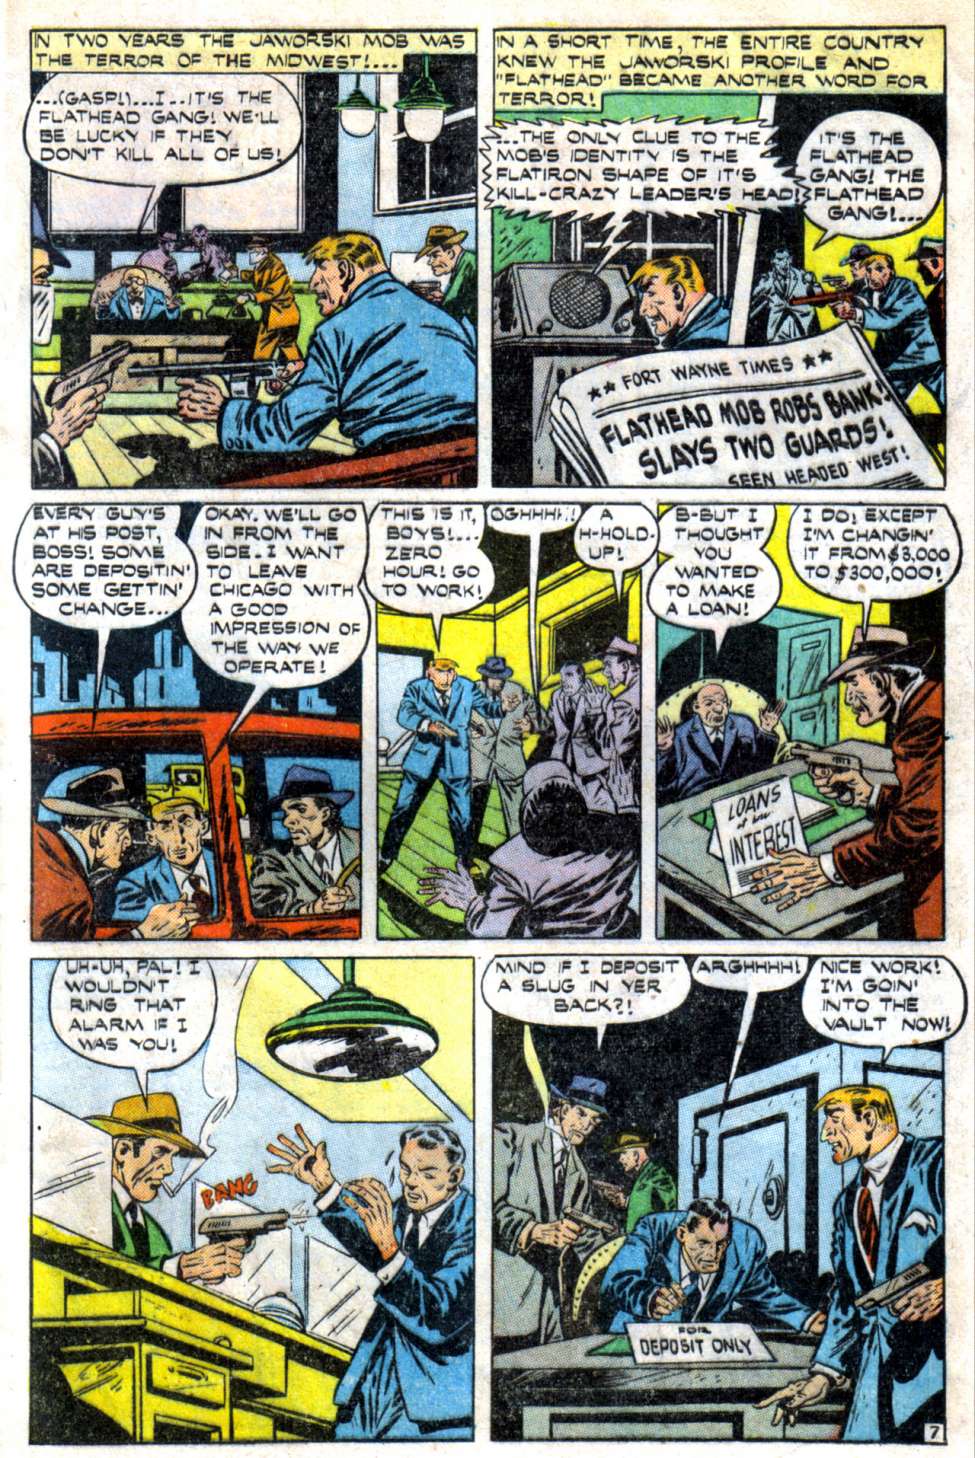 IN TWO YEARS THE JAWORSKI MOB WAS
THE TERROR OF THE MIDWEST!...
...(GASP!)...I..IT'S THE
FLATHEAD GANG! WE'LL
BE LUCKY IF THEY
DON'T KILL ALL OF US!
IN A SHORT TIME, THE ENTIRE COUNTRY
KNEW THE JAWORSKI PROFILE AND
"FLATHEAD" BECAME ANOTHER WORD FOR
TERROR!
...THE ONLY CLUE TO THE
MOB'S IDENTITY IS THE
FLATIRON SHAPE OF IT'S
KILL-CRAZY LEADER'S HEAD!
IT'S THE
FLATHEAD
GANG! THE
FLATHEAD
GANG!...
★★ FORT WAYNE TIMES ★★
FLATHEAD MOB ROBS BANK!
SLAYS TWO GUARDS!
SEEN HEADED WEST!
EVERY GUY'S
AT HIS POST,
BOSS! SOME
ARE DEPOSITIN'
SOME GETTIN'
CHANGE...
OKAY. WE'LL GO
IN FROM THE
SIDE. I WANT
TO LEAVE
CHICAGO WITH
A GOOD
IMPRESSION OF
THE WAY WE
OPERATE!
THIS IS IT,
BOYS!...
ZERO
HOUR! GO
TO WORK!
OGHHHH!!
A
H-HOLD-
UP!
B-BUT I
THOUGHT
YOU
WANTED
TO MAKE
A LOAN!
I DO! EXCEPT
I'M CHANGIN'
IT FROM $3,000
TO $300,000!
LOANS
INTEREST
UH-UH, PAL! I
WOULDN'T
RING THAT
ALARM IF I
WAS YOU!
BANG
MIND IF I DEPOSIT
A SLUG IN YER
BACK?!
ARGHHHH!
NICE WORK!
I'M GOIN'
INTO THE
VAULT NOW!
FOR
DEPOSIT ONLY
7